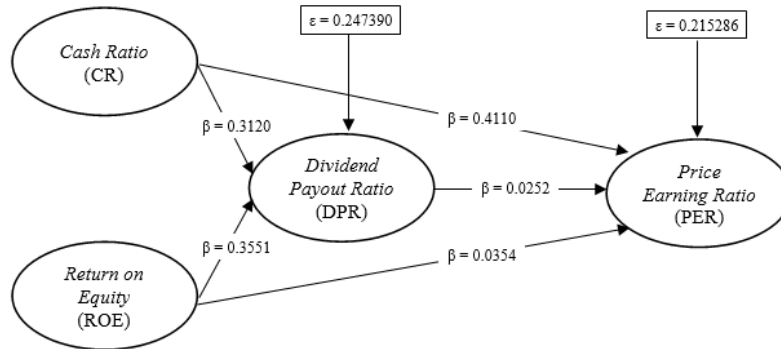 ε = 0.247390
ε = 0.215286
Cash Ratio
(CR)
β = 0.3120
β = 0.4110
Dividend
Payout Ratio
(DPR)
β = 0.0252
Price
Earning Ratio
(PER)
β = 0.3551
β = 0.0354
Return on
Equity
(ROE)